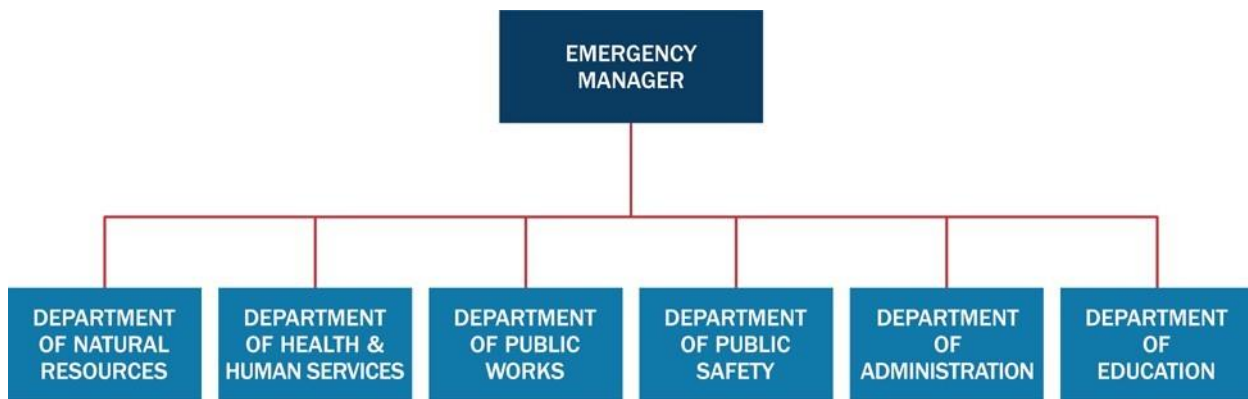 EMERGENCY
MANAGER
DEPARTMENT
OF NATURAL
RESOURCES
DEPARTMENT
OF HEALTH &
HUMAN SERVICES
DEPARTMENT
OF PUBLIC
WORKS
DEPARTMENT
OF PUBLIC
SAFETY
DEPARTMENT
OF
ADMINISTRATION
DEPARTMENT
OF
EDUCATION